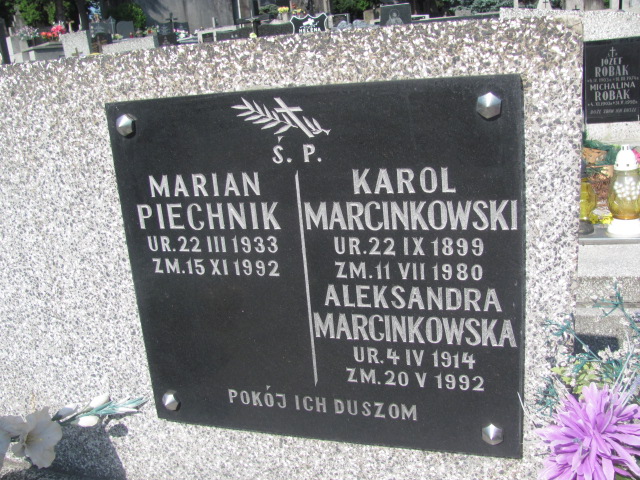 Ś. P.
MARIAN
PIECHNIK
UR. 22 III 1933
ZM. 15 XI 1992
KAROL
MARCINKOWSKI
UR. 22 IX 1899
ZM. 11 VII 1980
ALEKSANDRA
MARCINKOWSKA
UR. 4 IV 1914
ZM. 20 V 1992
POKÓJ ICH DUSZOM
JÓZEF
ROBAK
MICHALINA
ROBAK